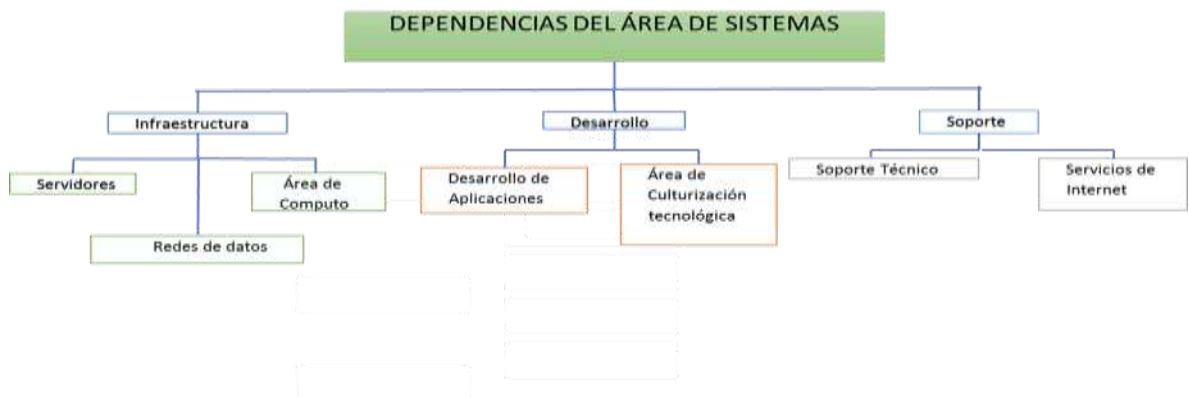 DEPENDENCIAS DEL ÁREA DE SISTEMAS
Infraestructura
Desarrollo
Soporte
Servidores
Área de
Computo
Redes de datos
Desarrollo de
Aplicaciones
Área de
Culturización
tecnológica
Soporte Técnico
Servicios de
Internet